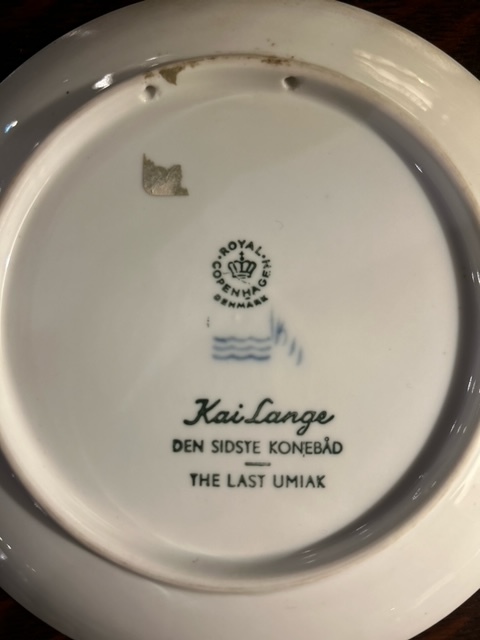 ROYAL
COPENHAGEN
DENMARK
Kai Lange
DEN SIDSTE KONEBÅD
THE LAST UMIAK